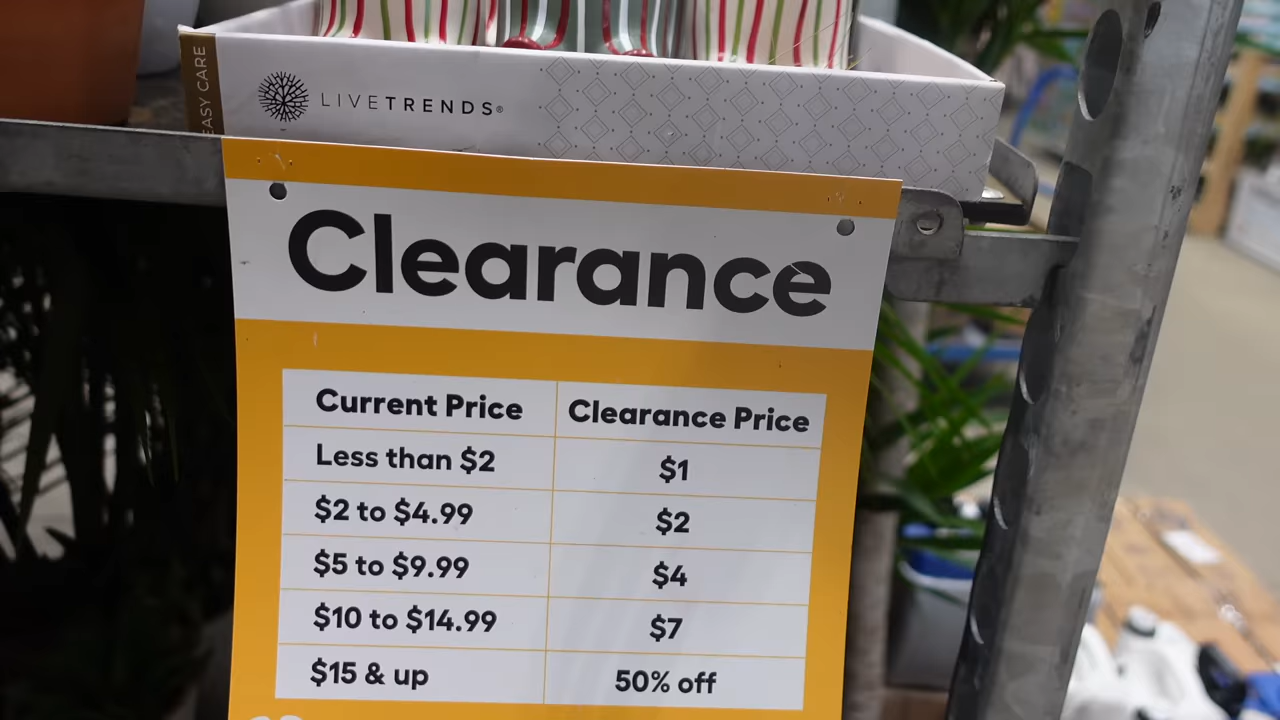 EASY CARE
LIVETRENDS®
Clearance
Current Price Clearance Price
Less than $2 $1
$2 to $4.99 $2
$5 to $9.99 $4
$10 to $14.99 $7
$15 & up 50% off